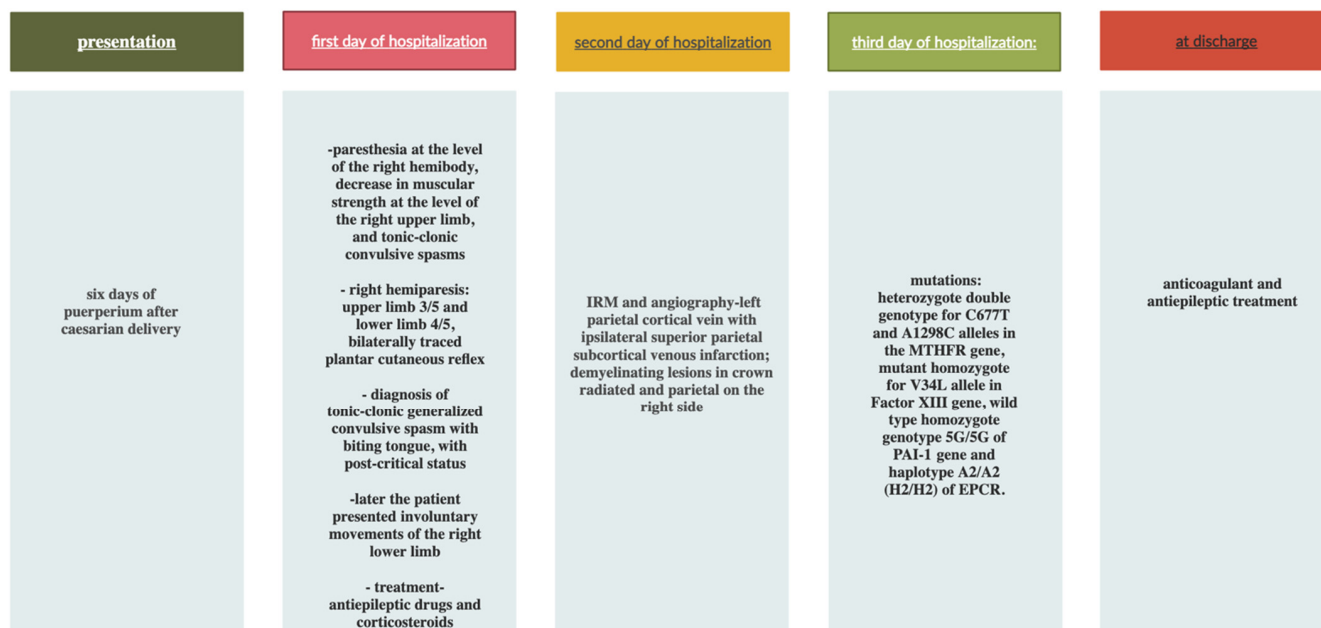 presentation
first day of hospitalization
second day of hospitalization
third day of hospitalization:
at discharge
six days of
puerperium after
caesarian delivery
-paresthesia at the level
of the right hemibody,
decrease in muscular
strength at the level of
the right upper limb,
and tonic-clonic
convulsive spasms
- right hemiparesis:
upper limb 3/5 and
lower limb 4/5,
bilaterally traced
plantar cutaneous reflex
- diagnosis of
tonic-clonic generalized
convulsive spasm with
biting tongue, with
post-critical status
-later the patient
presented involuntary
movements of the right
lower limb
- treatment-
antiepileptic drugs and
corticosteroids
IRM and angiography-left
parietal cortical vein with
ipsilateral superior parietal
subcortical venous infarction;
demyelinating lesions in crown
radiated and parietal on the
right side
mutations:
heterozygote double
genotype for C677T
and A1298C alleles in
the MTHFR gene,
mutant homozygote
for V34L allele in
Factor XIII gene, wild
type homozygote
genotype 5G/5G of
PAI-1 gene and
haplotype A2/A2
(H2/H2) of EPCR.
anticoagulant and
antiepileptic treatment